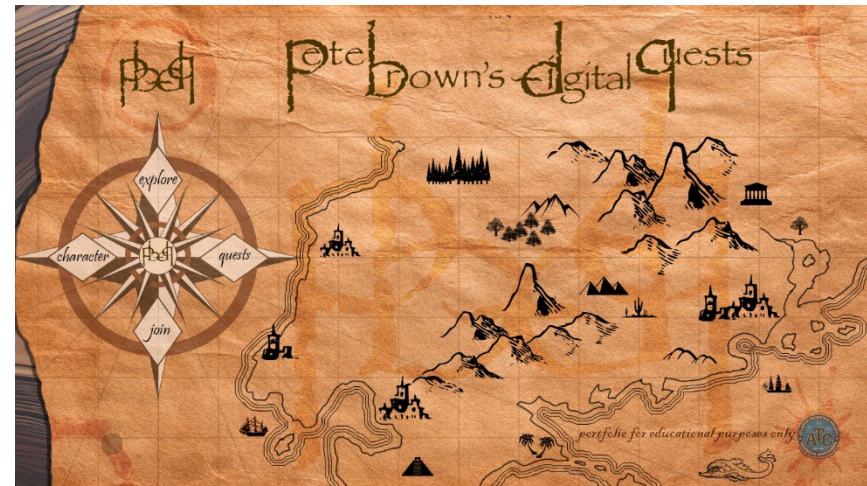 pbdq
Pete Brown's digital quests
explore
character
pbdq
quests
join
portfolio for educational purposes only
ATC